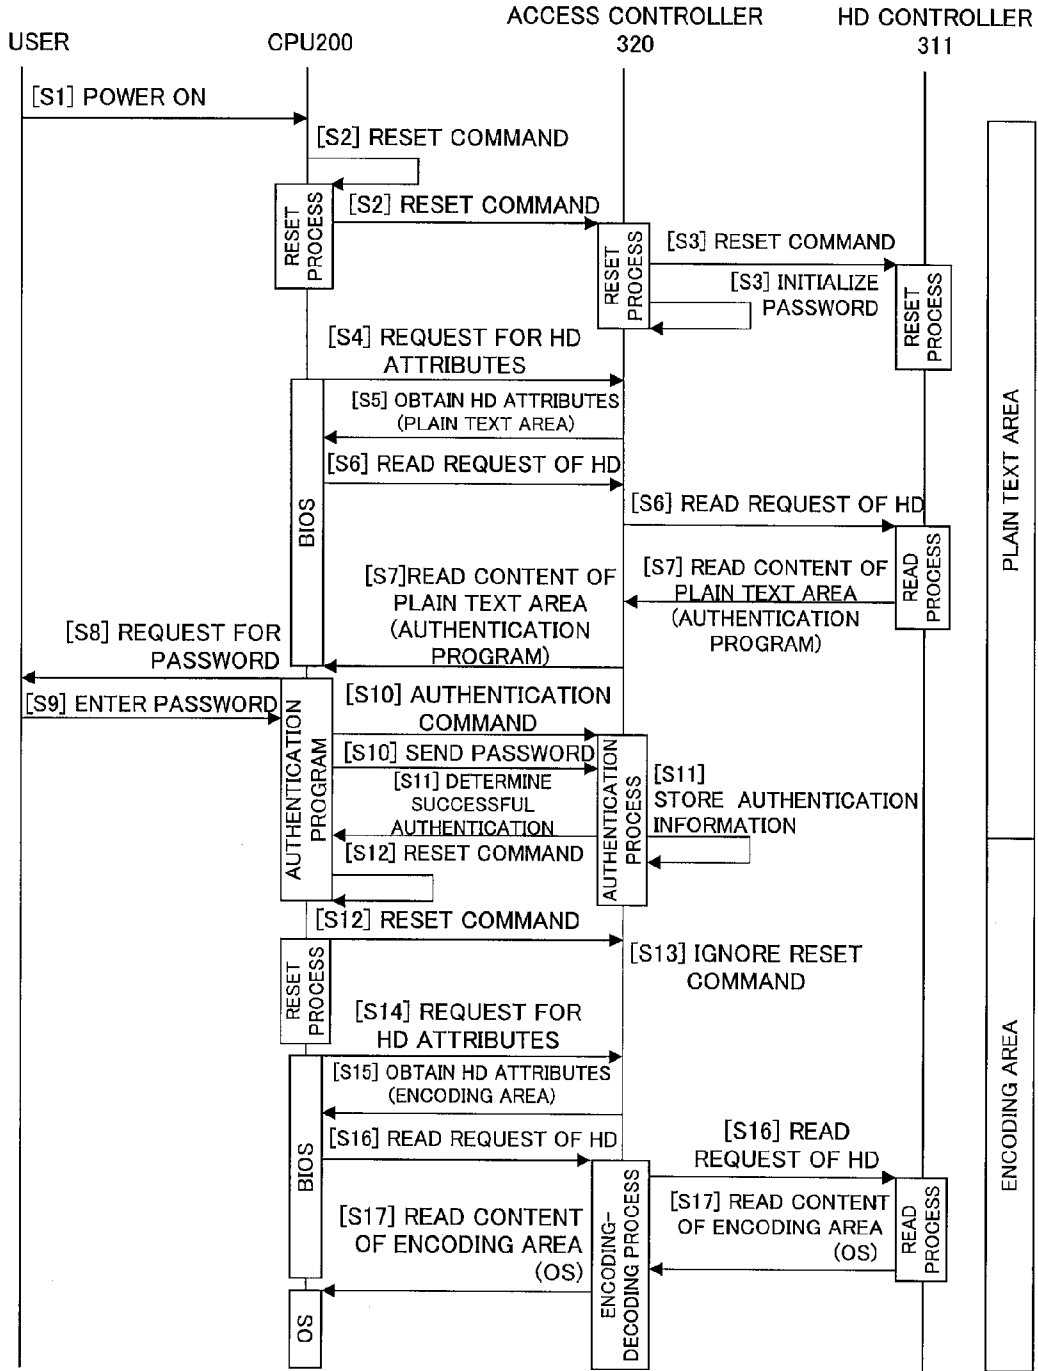 USER
CPU200
ACCESS CONTROLLER
320
HD CONTROLLER
311
[S1] POWER ON
[S2] RESET COMMAND
RESET
PROCESS
[S2] RESET COMMAND
RESET
PROCESS
[S3] RESET COMMAND
[S3] INITIALIZE
PASSWORD
RESET
PROCESS
[S4] REQUEST FOR HD
ATTRIBUTES
[S5] OBTAIN HD ATTRIBUTES
(PLAIN TEXT AREA)
[S6] READ REQUEST OF HD
BIOS
[S6] READ REQUEST OF HD
READ
PROCESS
[S7] READ CONTENT OF
PLAIN TEXT AREA
(AUTHENTICATION
PROGRAM)
[S7]READ CONTENT OF
PLAIN TEXT AREA
(AUTHENTICATION
PROGRAM)
PLAIN TEXT AREA
[S8] REQUEST FOR
PASSWORD
[S9] ENTER PASSWORD
AUTHENTICATION
PROGRAM
[S10] AUTHENTICATION
COMMAND
[S10] SEND PASSWORD
[S11] DETERMINE
SUCCESSFUL
AUTHENTICATION
AUTHENTICATION
PROCESS
[S11]
STORE AUTHENTICATION
INFORMATION
[S12] RESET COMMAND
[S12] RESET COMMAND
RESET
PROCESS
[S13] IGNORE RESET
COMMAND
[S14] REQUEST FOR
HD ATTRIBUTES
[S15] OBTAIN HD ATTRIBUTES
(ENCODING AREA)
[S16] READ REQUEST OF HD
BIOS
[S16] READ
REQUEST OF HD
ENCODING-
DECODING PROCESS
[S17] READ CONTENT
OF ENCODING AREA
(OS)
READ
PROCESS
[S17] READ CONTENT
OF ENCODING AREA
(OS)
OS
ENCODING AREA